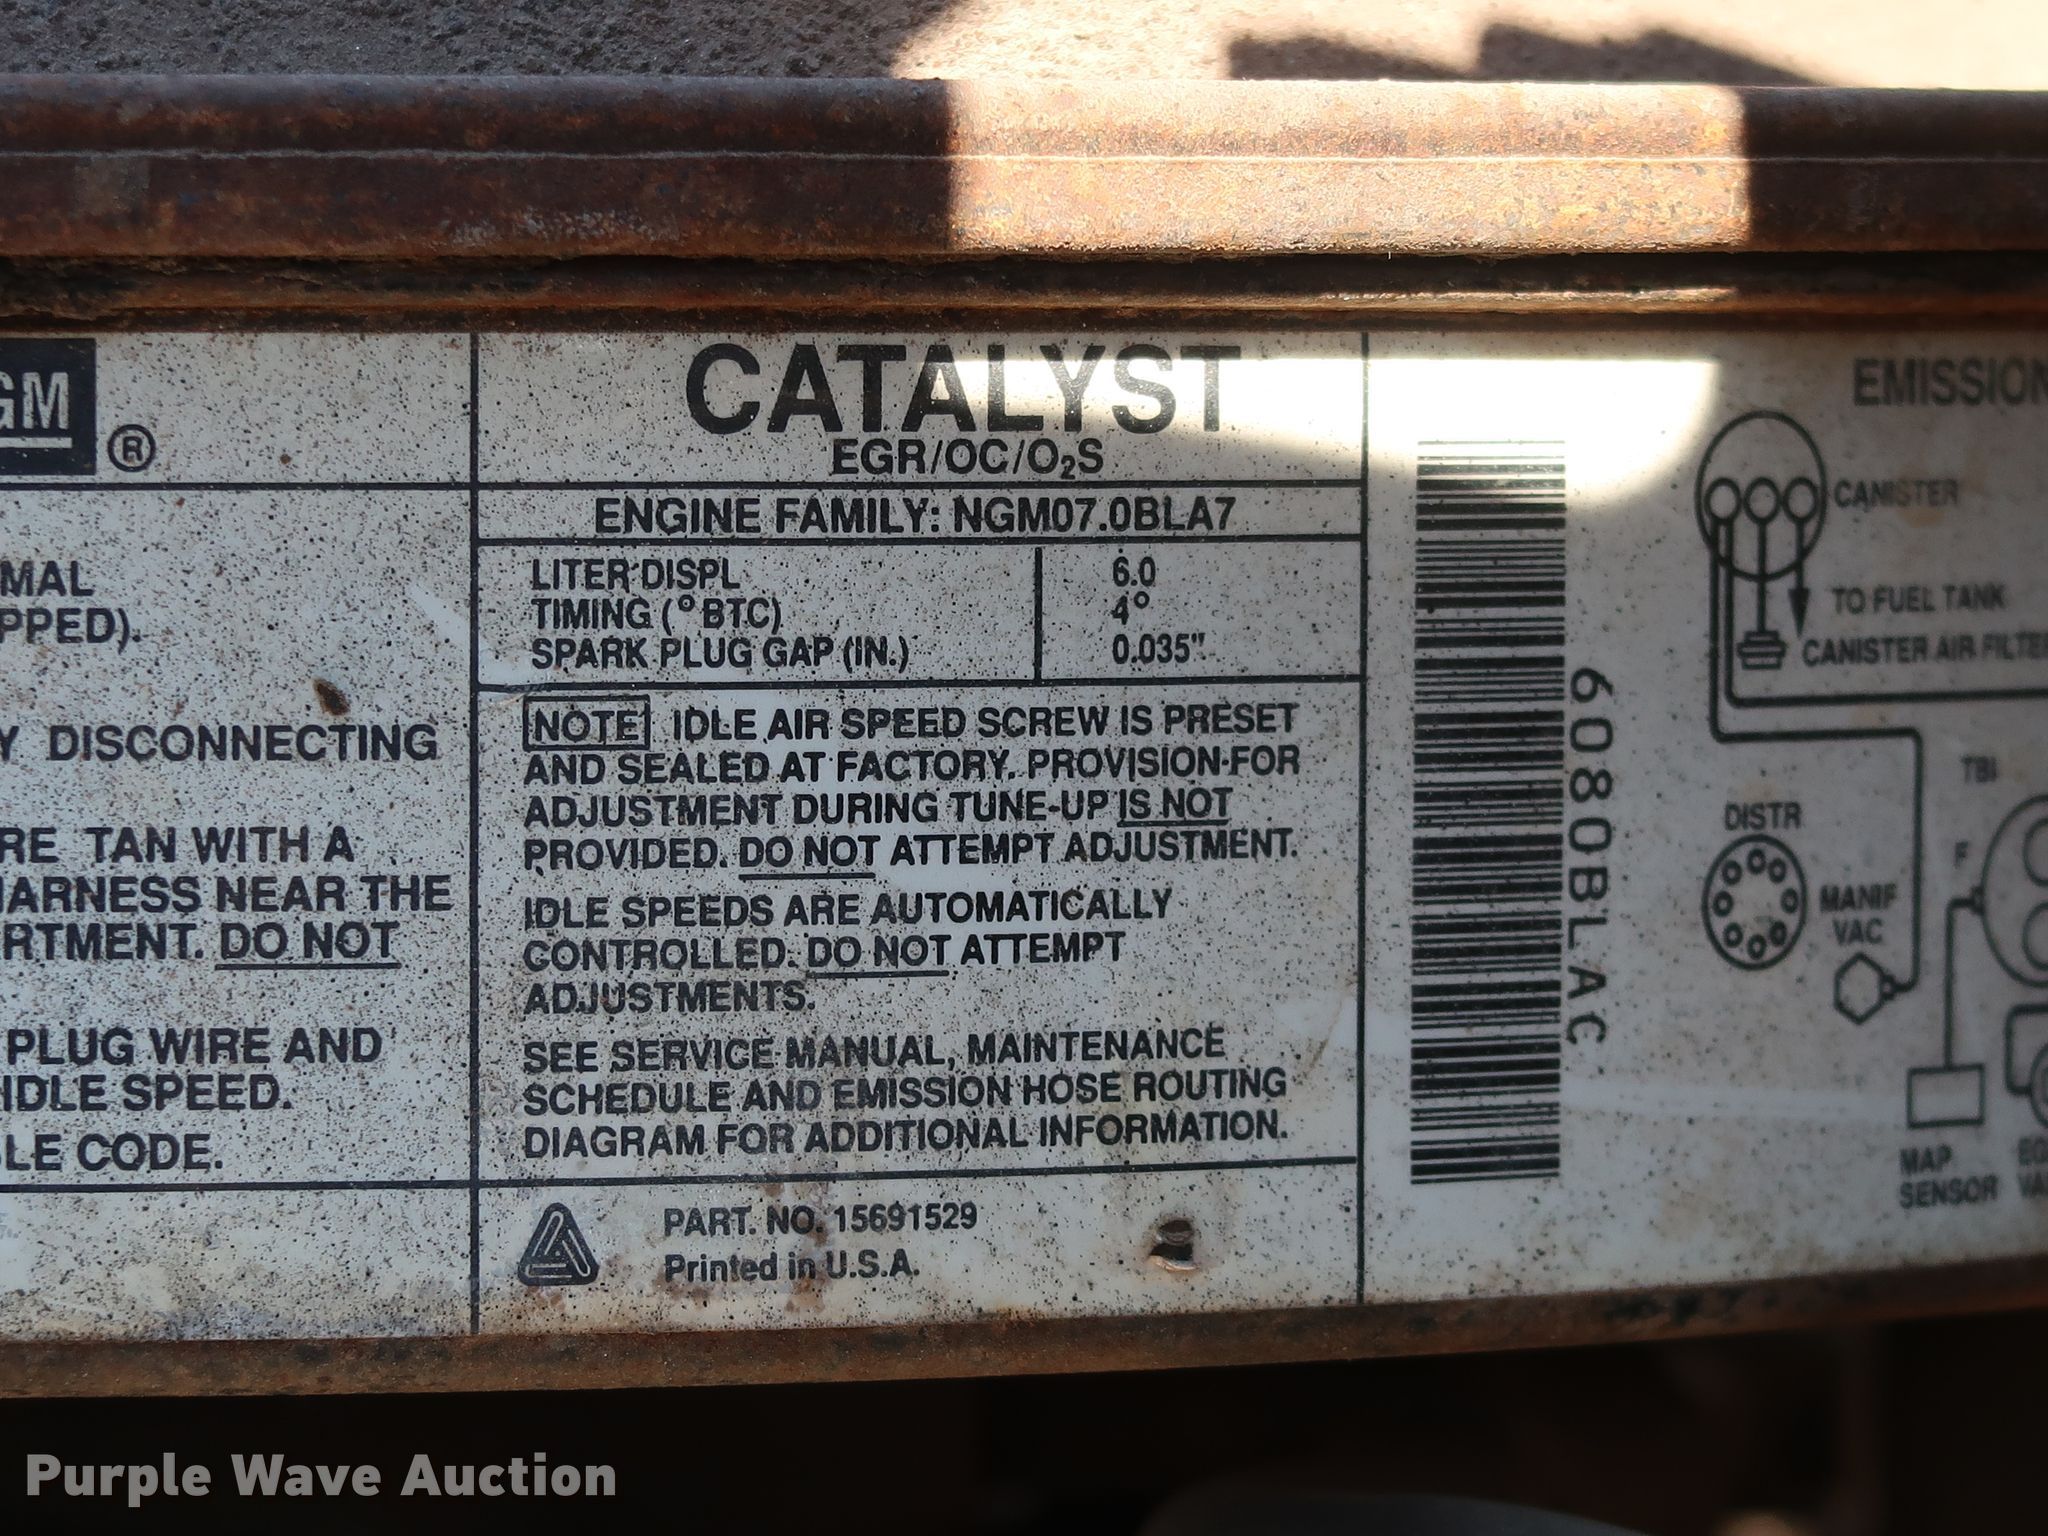 GM
®
MAL
PPED).
Y DISCONNECTING
RE TAN WITH A
HARNESS NEAR THE
RTMENT. DO NOT
PLUG WIRE AND
IDLE SPEED.
LE CODE.
CATALYST
EGR/OC/O₂S
ENGINE FAMILY: NGM07.0BLA7
LITER DISPL 6.0
TIMING (° BTC) 4°
SPARK PLUG GAP (IN.) 0.035"
NOTE IDLE AIR SPEED SCREW IS PRESET
AND SEALED AT FACTORY. PROVISION FOR
ADJUSTMENT DURING TUNE-UP IS NOT
PROVIDED. DO NOT ATTEMPT ADJUSTMENT.
IDLE SPEEDS ARE AUTOMATICALLY
CONTROLLED. DO NOT ATTEMPT
ADJUSTMENTS.
SEE SERVICE MANUAL, MAINTENANCE
SCHEDULE AND EMISSION HOSE ROUTING
DIAGRAM FOR ADDITIONAL INFORMATION.
PART. NO. 15691529
Printed in U.S.A.
6080BLAC
EMISSION
CANISTER
TO FUEL TANK
CANISTER AIR FILTER
TBI
DISTR
F
MANIF
VAC
MAP
SENSOR
Purple Wave Auction